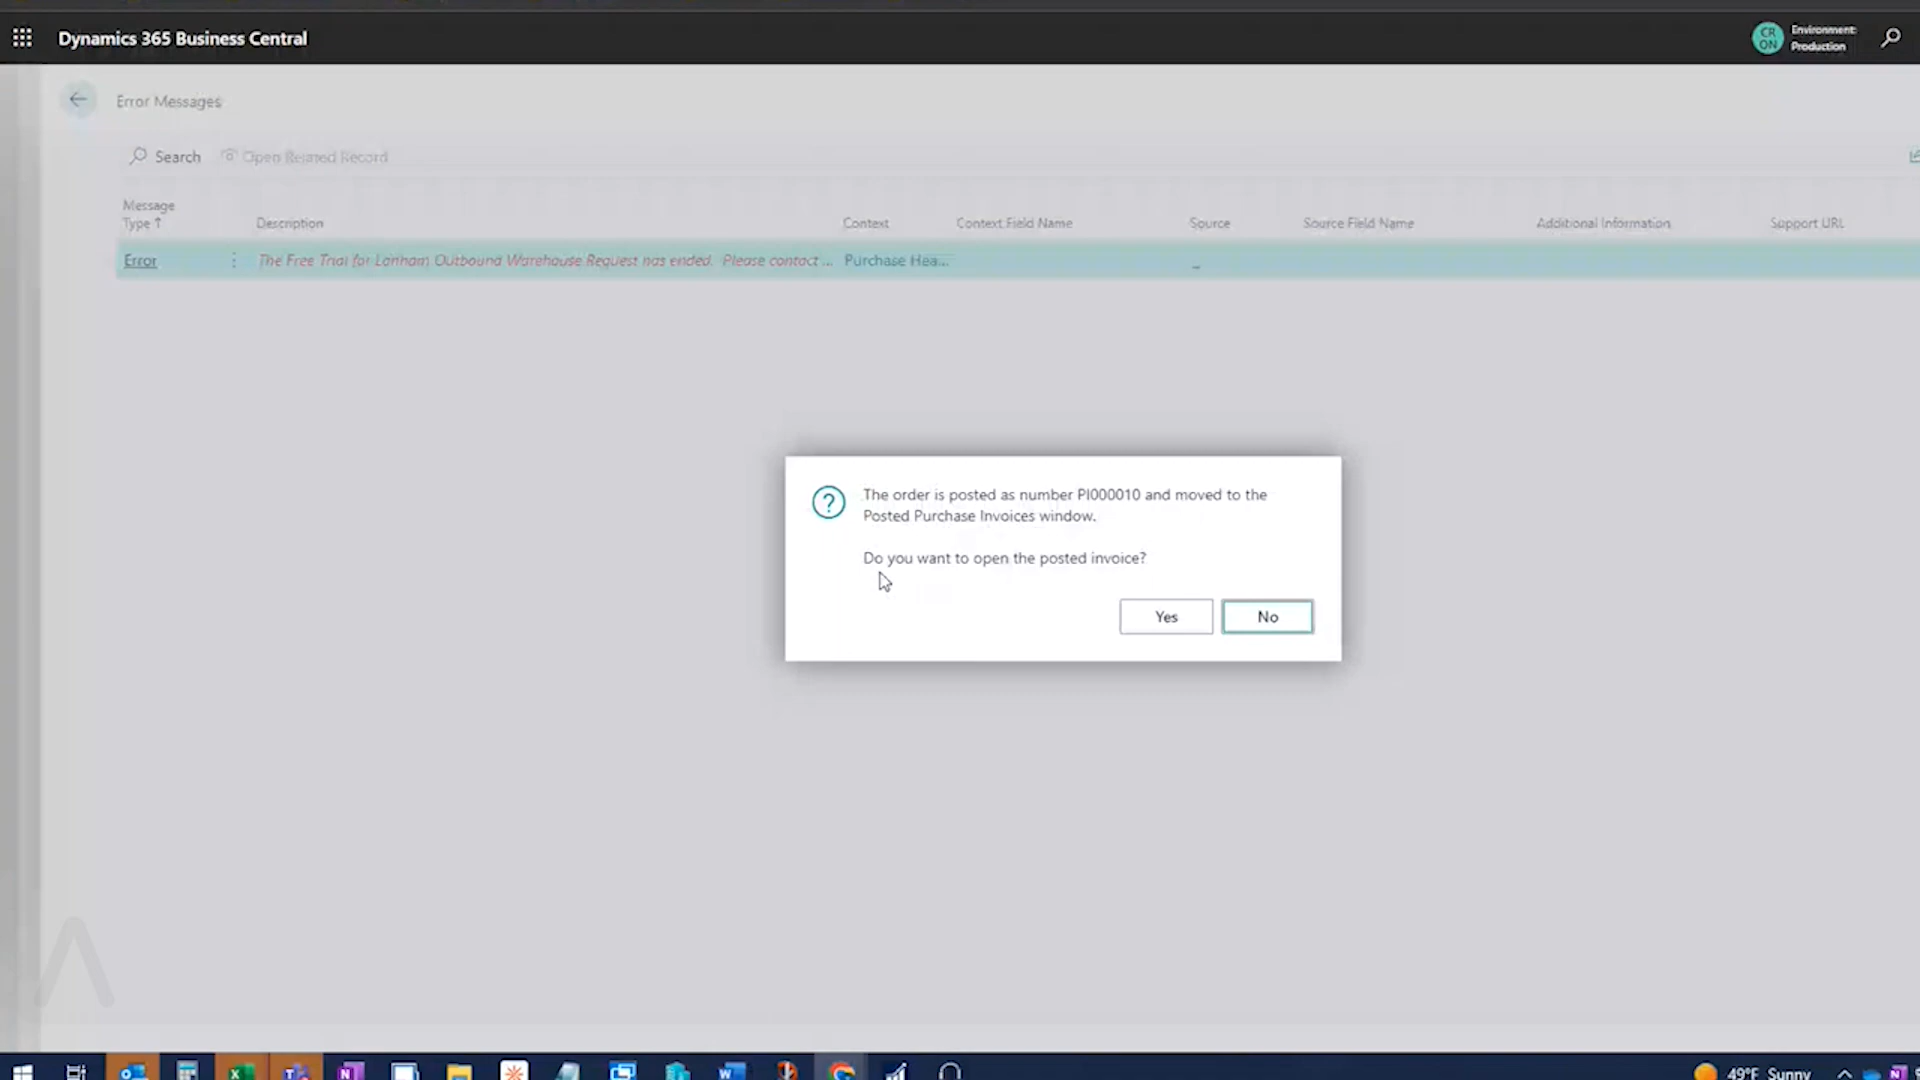 Dynamics 365 Business Central
Environment:
Production
CR
ON
Error Messages
Search
Open Related Record
Message
Type ↑
Description
Context
Context Field Name
Source
Source Field Name
Additional Information
Support URL
Error
The Free Trial for Lanham Outbound Warehouse Request has ended. Please contact ...
Purchase Hea...
_
The order is posted as number PI000010 and moved to the
Posted Purchase Invoices window.
Do you want to open the posted invoice?
Yes
No
49°F Sunny